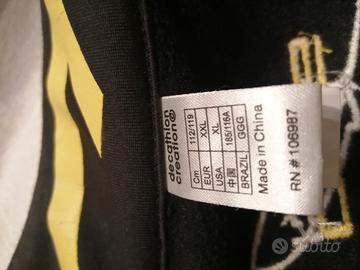 decathlon
creation®
Cm 112/119
EUR XXL
USA XL
中国 185/116A
BRAZIL GGG
Made in China
RN # 106987
subito